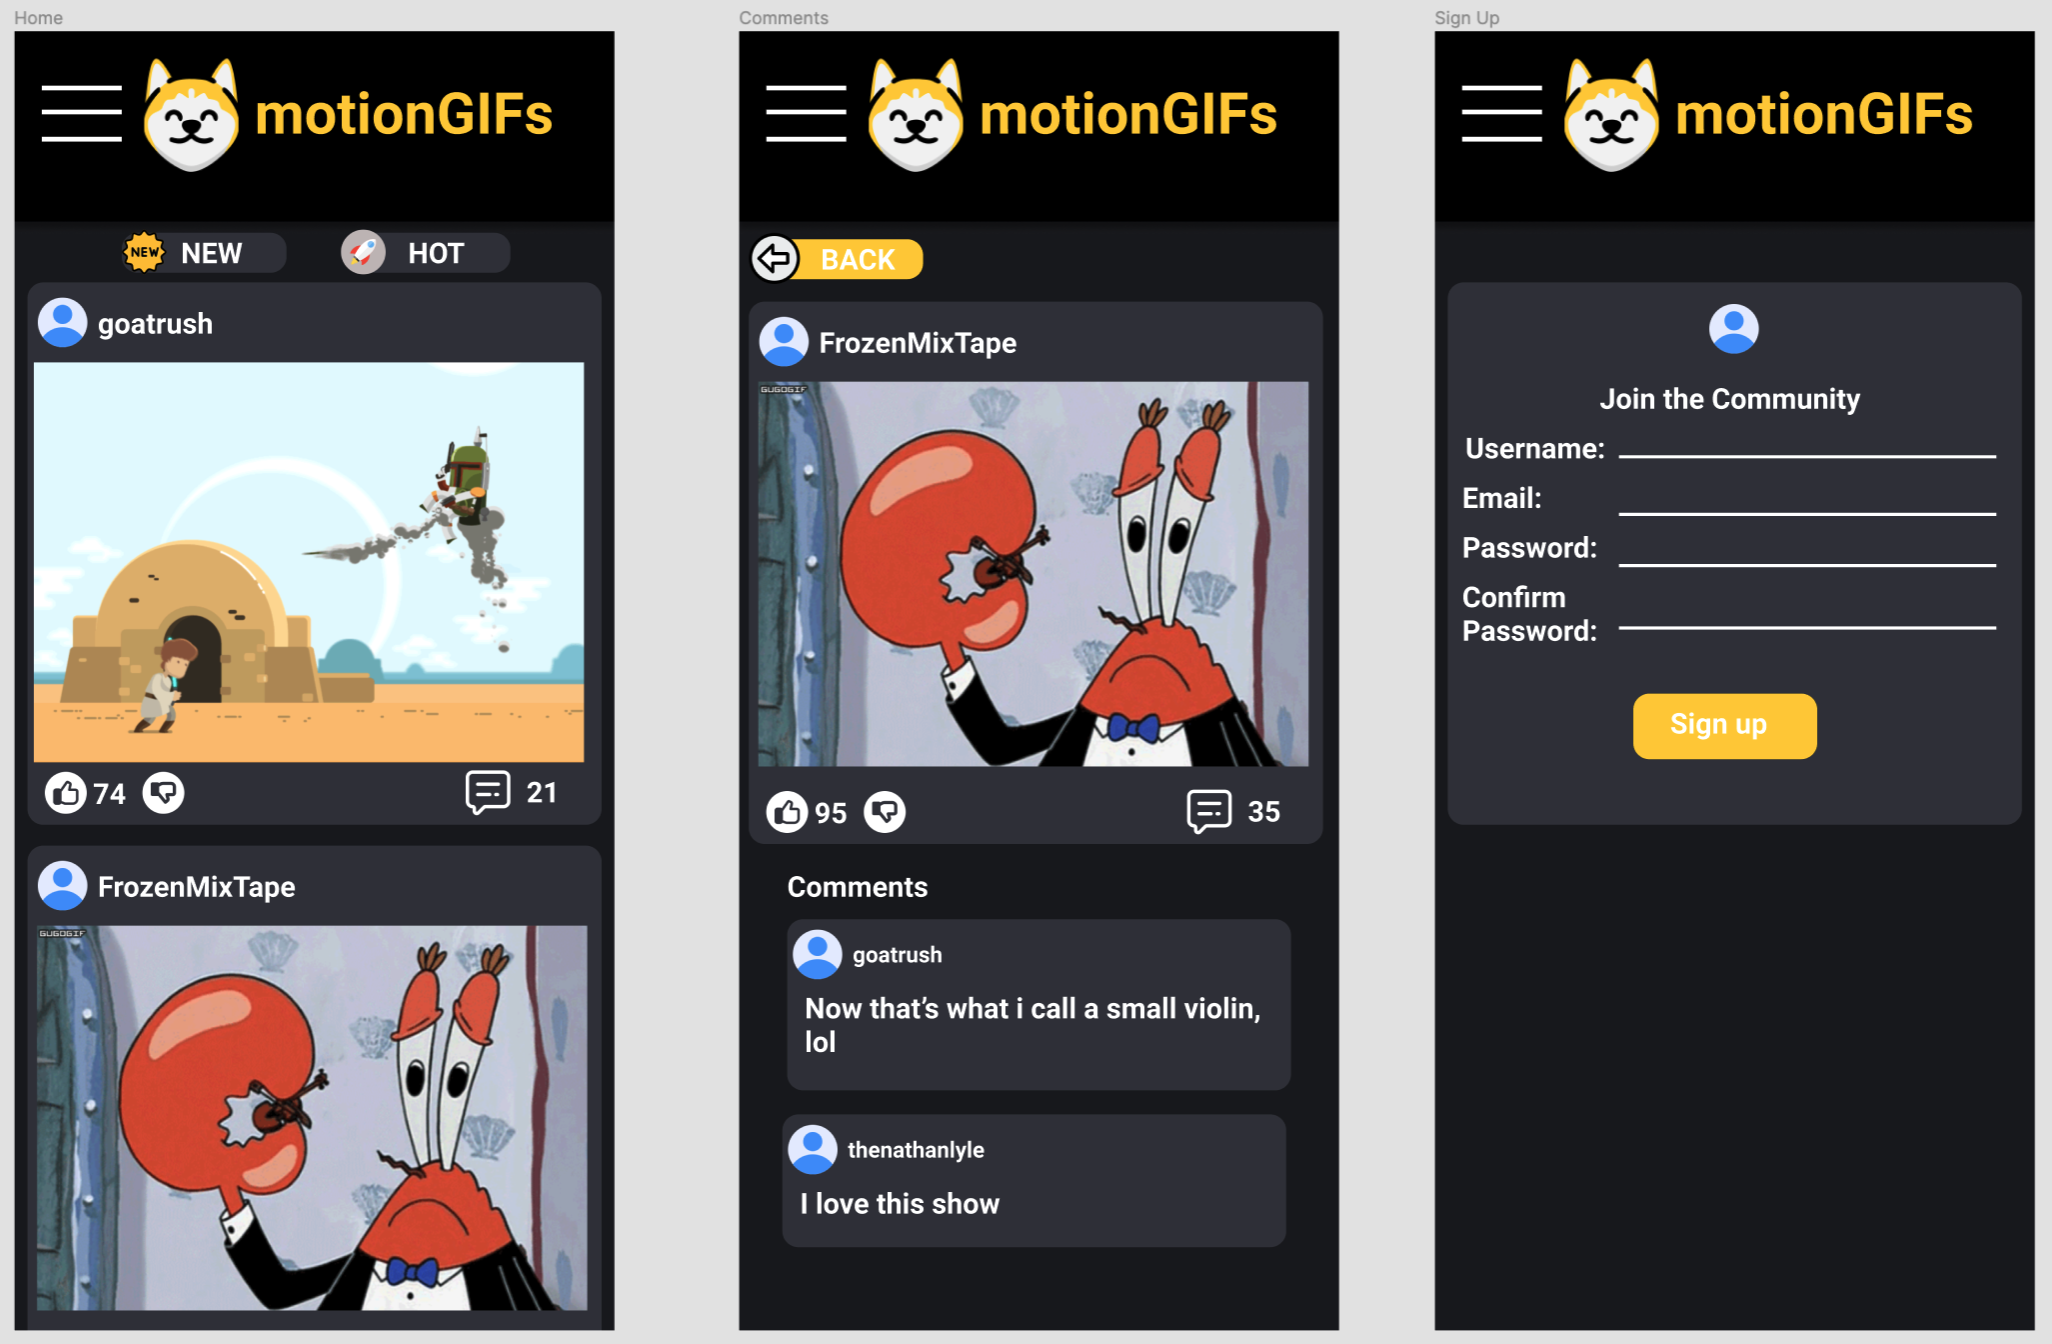 Home
motionGIFs
NEW NEW
HOT
goatrush
74
21
FrozenMixTape
GUGOGIF
Comments
motionGIFs
BACK
FrozenMixTape
GUGOGIF
95
35
Comments
goatrush
Now that’s what i call a small violin,
lol
thenathanlyle
I love this show
Sign Up
motionGIFs
Join the Community
Username:
Email:
Password:
Confirm
Password:
Sign up